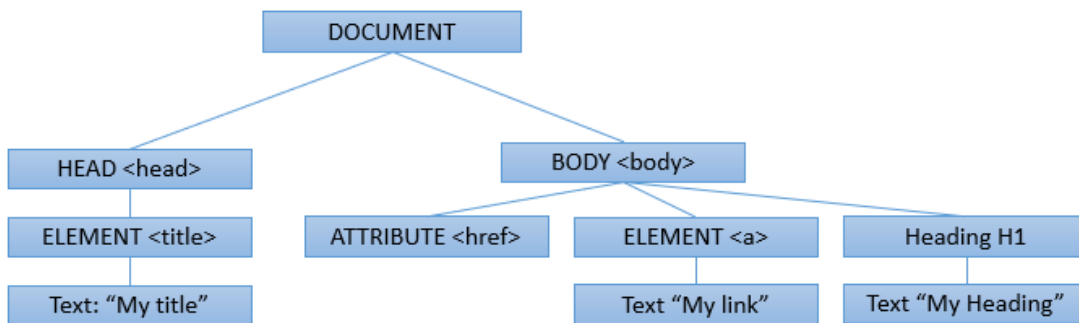 DOCUMENT
HEAD <head>
BODY <body>
ELEMENT <title>
ATTRIBUTE <href>
ELEMENT <a>
Heading H1
Text: “My title”
Text “My link”
Text “My Heading”